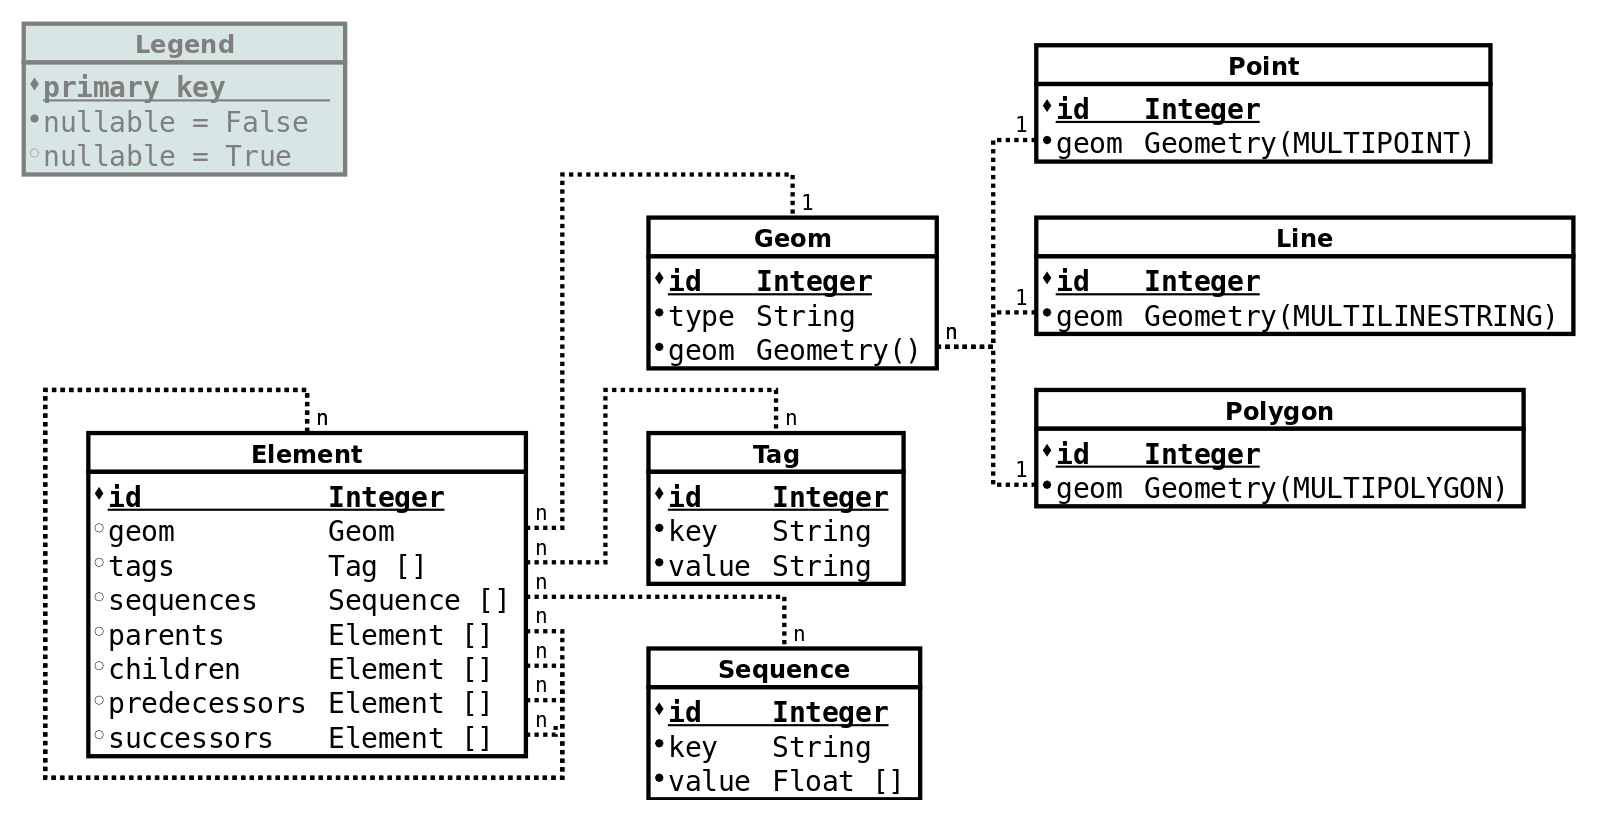 Legend
primary key
nullable = False
nullable = True
Point
id Integer
geom Geometry(MULTIPOINT)
1
1
Geom
id Integer
type String
geom Geometry()
n
Line
id Integer
geom Geometry(MULTILINESTRING)
1
n
Element
id Integer
geom Geom
tags Tag []
sequences Sequence []
parents Element []
children Element []
predecessors Element []
successors Element []
n
n
n
n
n
n
n
n
Tag
id Integer
key String
value String
Polygon
id Integer
geom Geometry(MULTIPOLYGON)
1
n
Sequence
id Integer
key String
value Float []